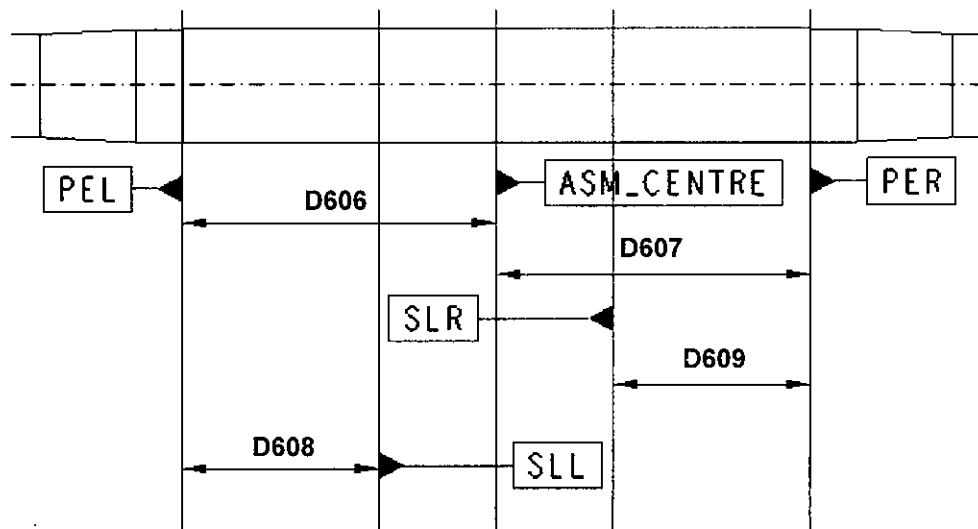 PEL
ASM_CENTRE
PER
D606
D607
SLR
D609
D608
SLL